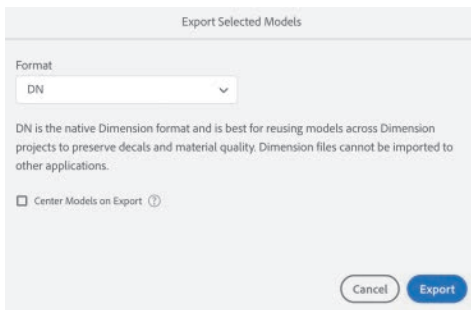 Export Selected Models
Format
DN
DN is the native Dimension format and is best for reusing models across Dimension
projects to preserve decals and material quality. Dimension files cannot be imported to
other applications.
Center Models on Export ?
Cancel Export